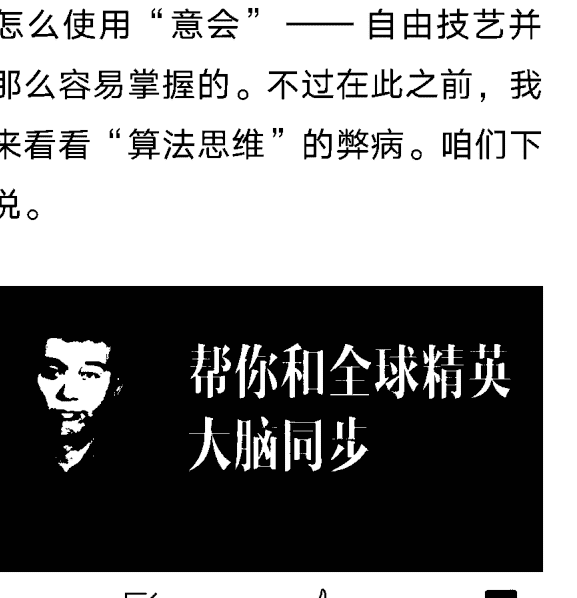 怎么使用“意会”——自由技艺并
那么容易掌握的。不过在此之前，我
来看看“算法思维”的弊病。咱们下
说。
帮你和全球精英
大脑同步